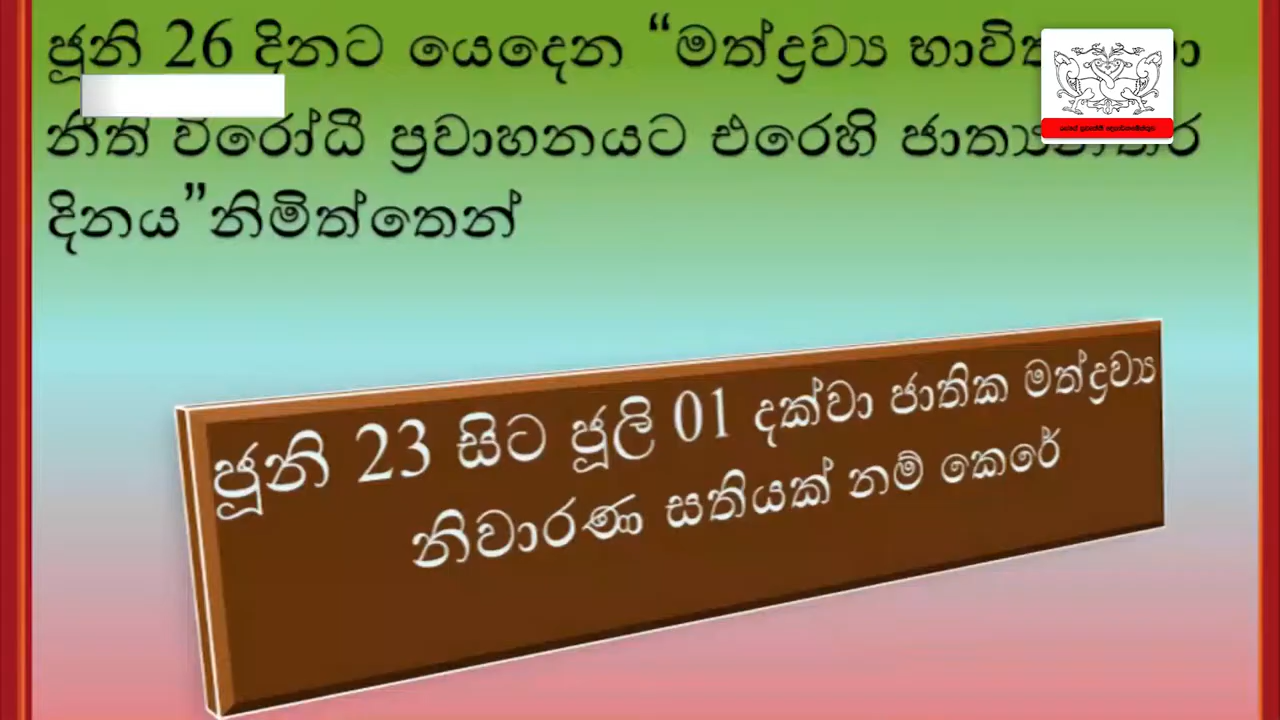 ජූනි 26 දිනට යෙදෙන “මත්ද්‍රව්‍ය
නීති විරෝධී ප්‍රවාහනයට එරෙහි
දිනය”නිමිත්තෙන්
ජූනි 23 සිට ජූලි 01 දක්වා ජාතික මත්ද්‍රව්‍ය
නිවාරණ සතියක් නම් කෙරේ